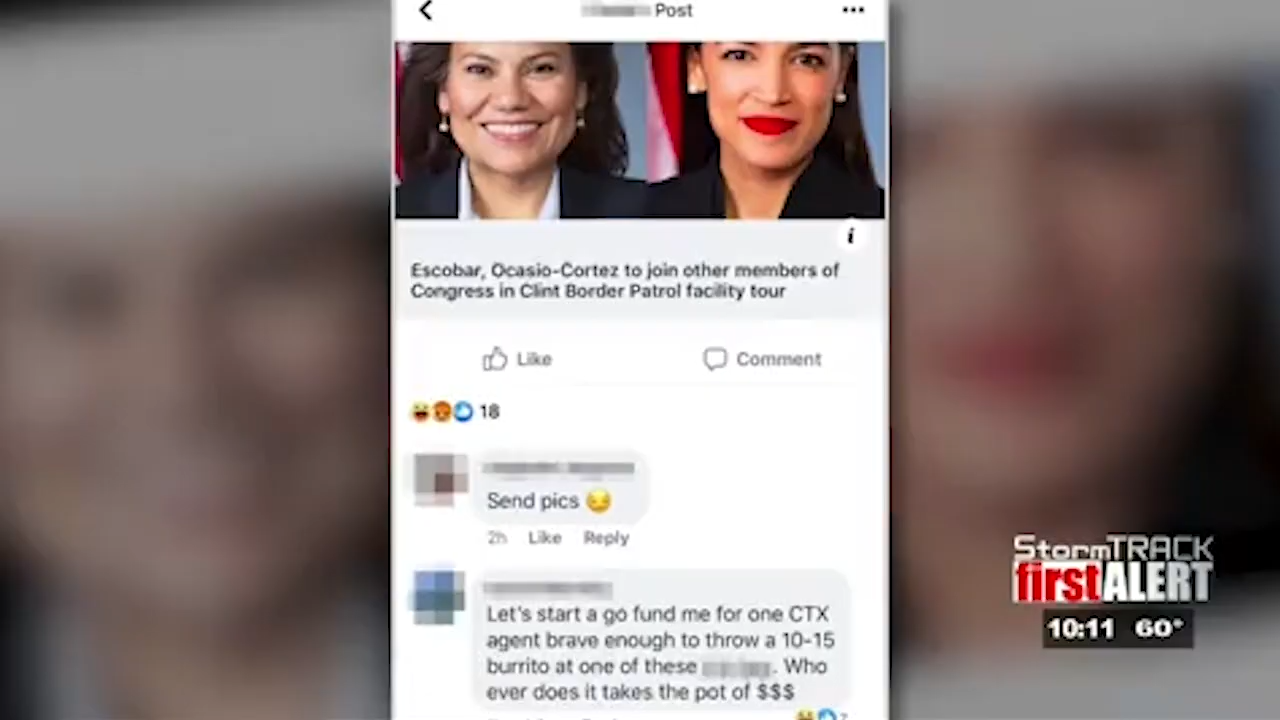 Post
Escobar, Ocasio-Cortez to join other members of
Congress in Clint Border Patrol facility tour
Like
Comment
18
Send pics
2h Like Reply
Let's start a go fund me for one CTX
agent brave enough to throw a 10-15
burrito at one of these . Who
ever does it takes the pot of $$$
7
StormTRACK
firstALERT
10:11 60°